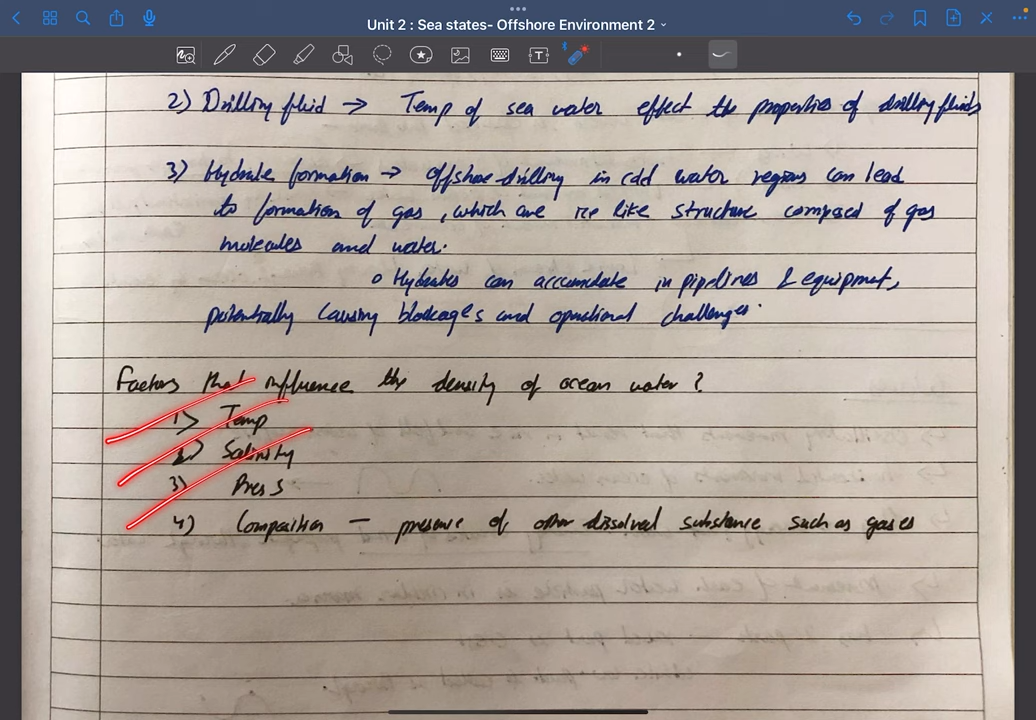 Unit 2 : Sea states- Offshore Environment 2
2) Drilling fluid → Temp of sea water effect the properties of drilling fluids
3) Hydrate formation → Offshore drilling in cold water regions can lead
to formation of gas, which are ice like structure composed of gas
molecules and water.
o Hydrates can accumulate in pipelines & equipment,
potentially causing blockages and operational challenges.
Factors that influence the density of ocean water?
1) Temp
2) Salinity
3) Press
4) Composition – presence of other dissolved substance such as gases